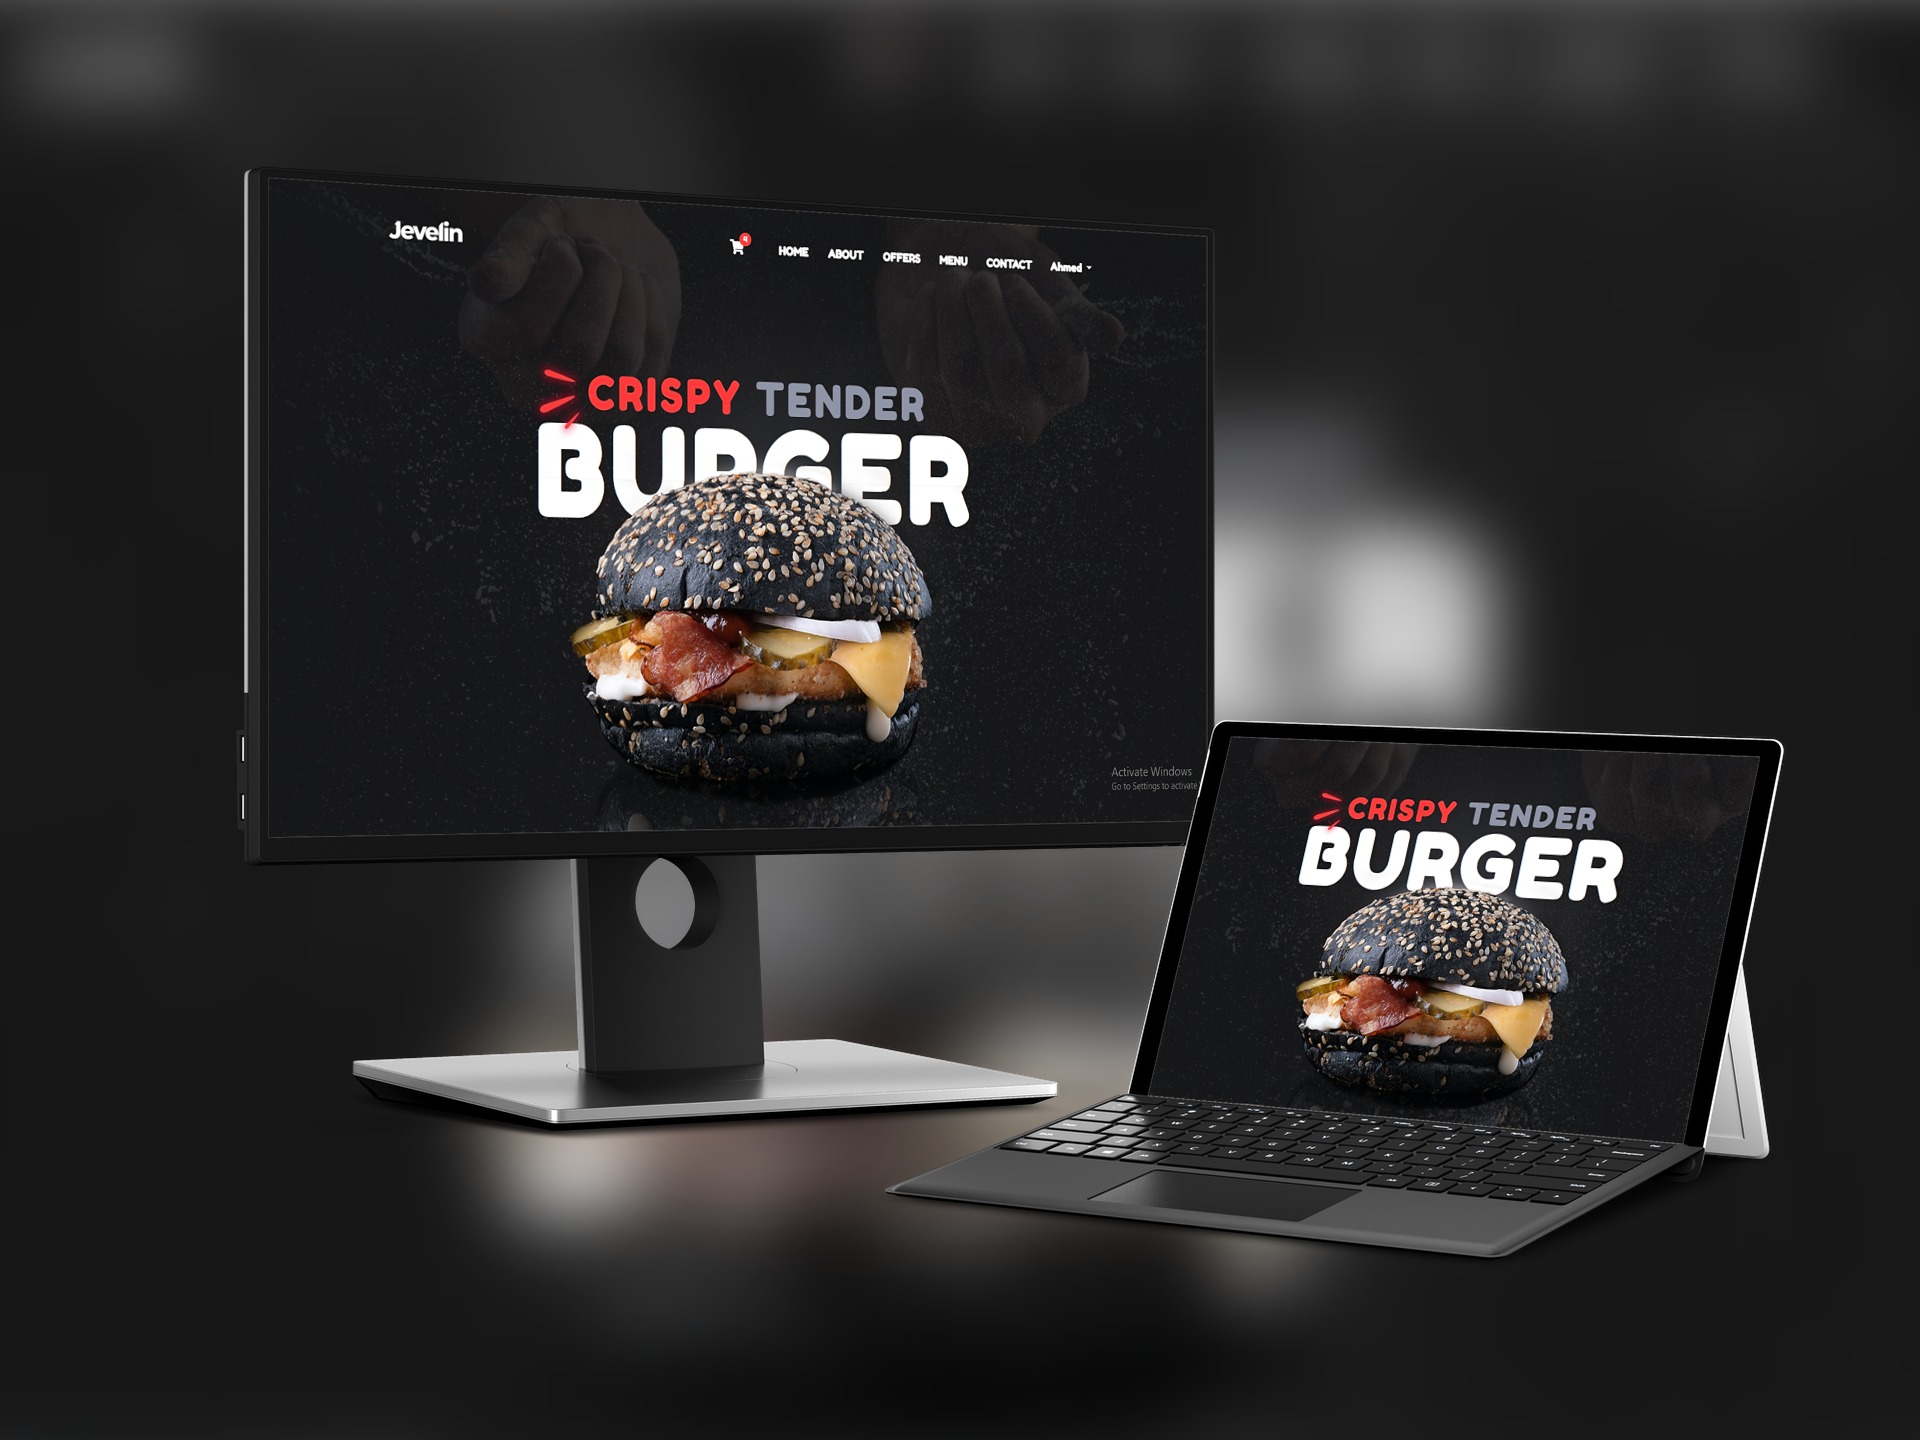 Jevelin
HOME ABOUT OFFERS MENU CONTACT Ahmed
CRISPY TENDER
BURGER
Activate Windows
Go to Settings to activate
CRISPY TENDER
BURGER